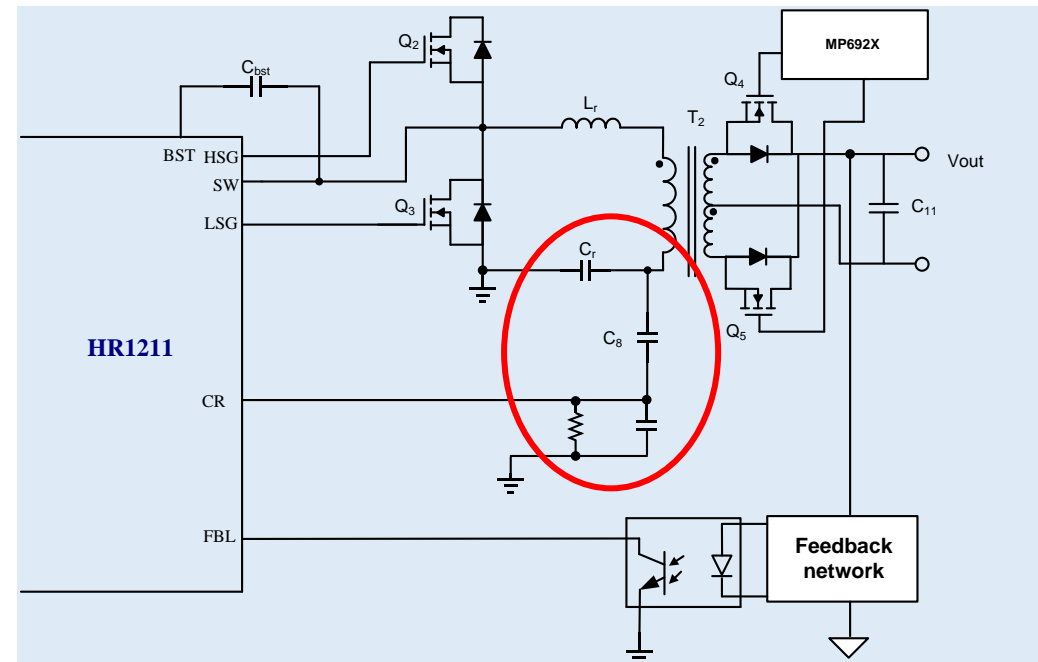 Q2
MP692X
Cbst
Q4
Lr
T2
BST
HSG
Vout
SW
Q3
C11
LSG
Cr
Q5
C8
HR1211
CR
FBL
Feedback
network